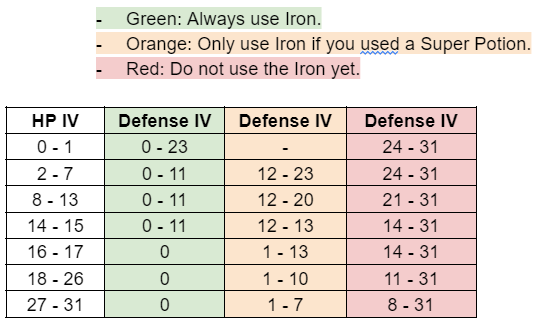 - Green: Always use Iron.
- Orange: Only use Iron if you used a Super Potion.
- Red: Do not use the Iron yet.
HP IV Defense IV Defense IV Defense IV
0 - 1 0 - 23 - 24 - 31
2 - 7 0 - 11 12 - 23 24 - 31
8 - 13 0 - 11 12 - 20 21 - 31
14 - 15 0 - 11 12 - 13 14 - 31
16 - 17 0 1 - 13 14 - 31
18 - 26 0 1 - 10 11 - 31
27 - 31 0 1 - 7 8 - 31